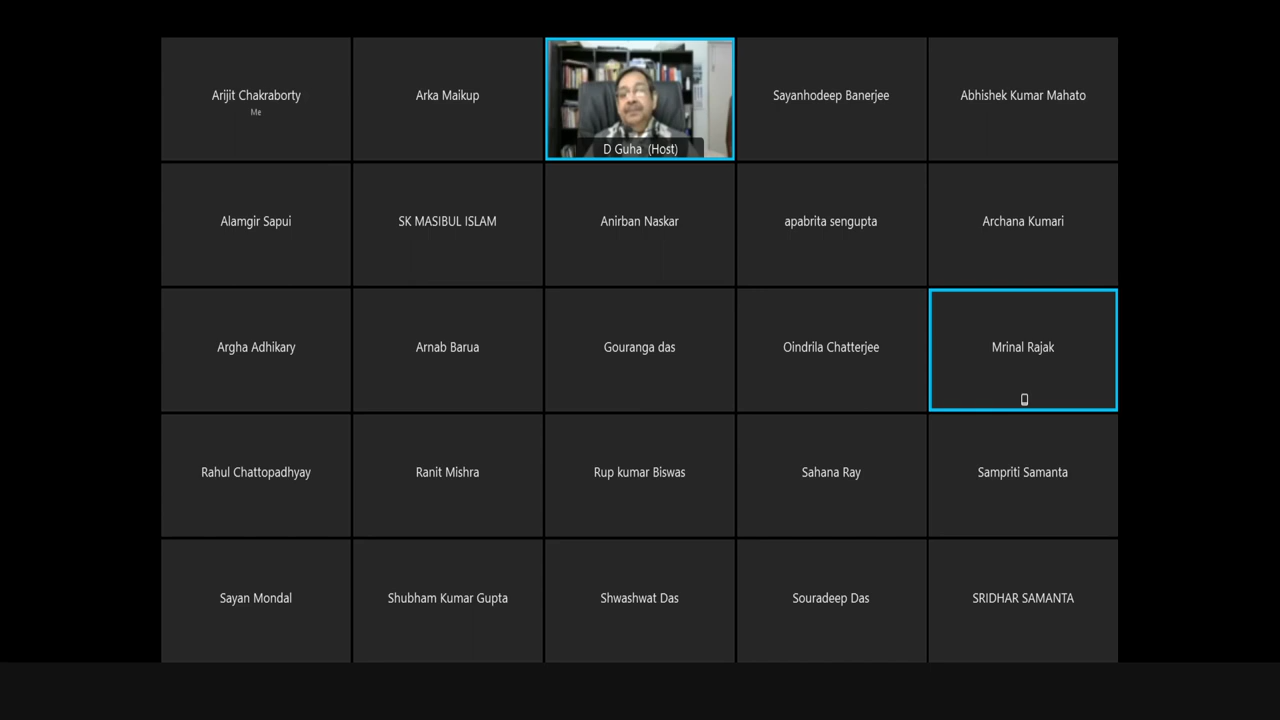 Arijit Chakraborty
Me
Arka Maikup
D Guha (Host)
Sayanhodeep Banerjee
Abhishek Kumar Mahato
Alamgir Sapui
SK MASIBUL ISLAM
Anirban Naskar
apabrita sengupta
Archana Kumari
Argha Adhikary
Arnab Barua
Gouranga das
Oindrila Chatterjee
Mrinal Rajak
Rahul Chattopadhyay
Ranit Mishra
Rup kumar Biswas
Sahana Ray
Sampriti Samanta
Sayan Mondal
Shubham Kumar Gupta
Shwashwat Das
Souradeep Das
SRIDHAR SAMANTA